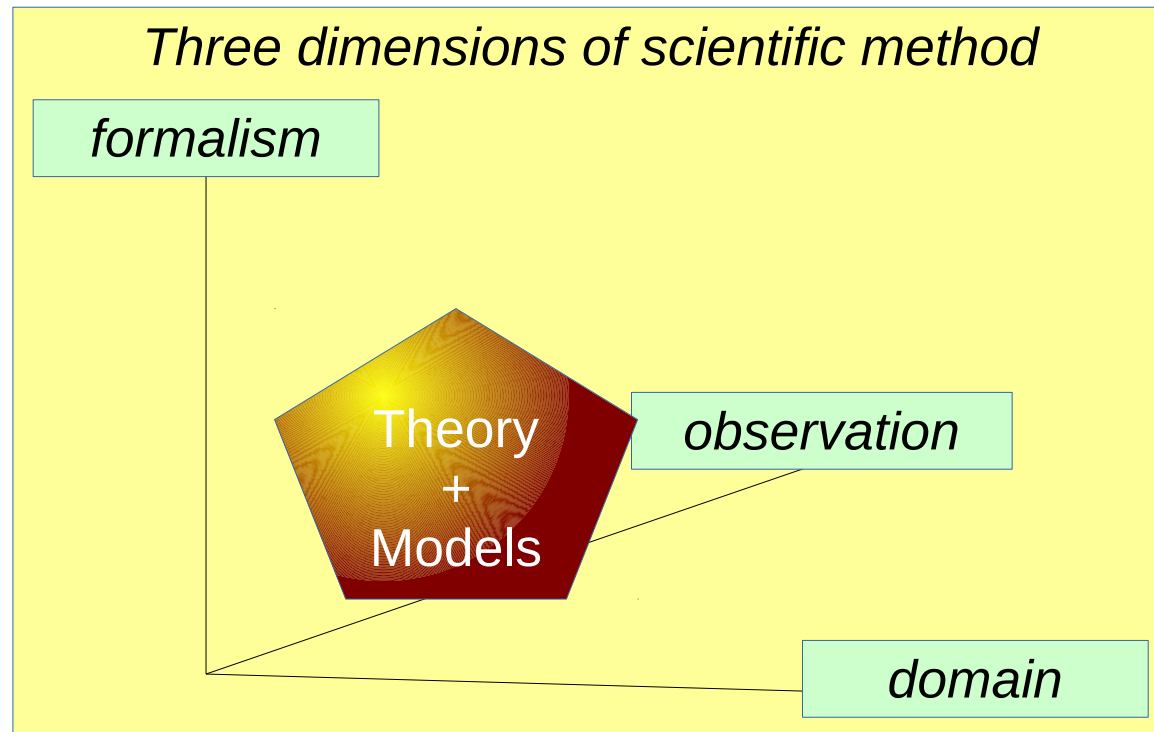 Three dimensions of scientific method
formalism
Theory
+
Models
observation
domain